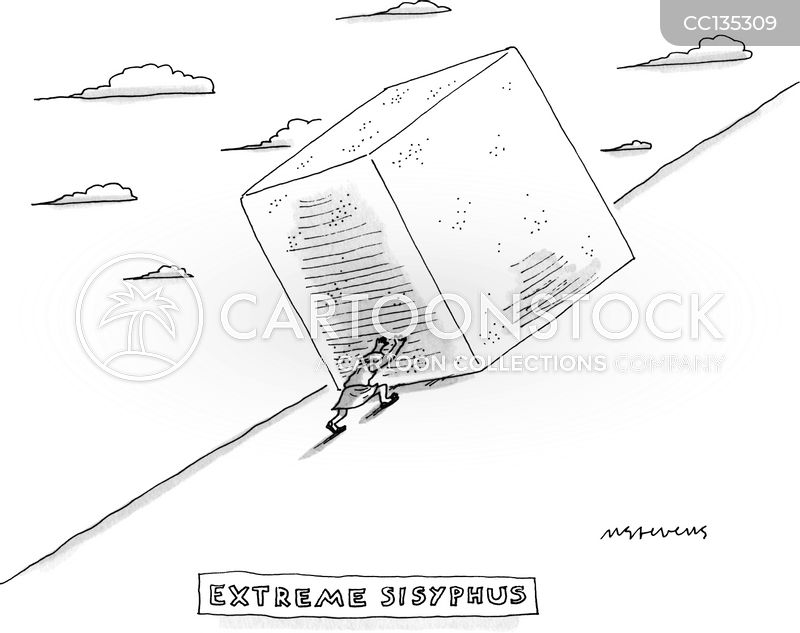 CC135309
CARTOONSTOCK
A CARTOON COLLECTIONS COMPANY
MSTEVENS
EXTREME SISYPHUS